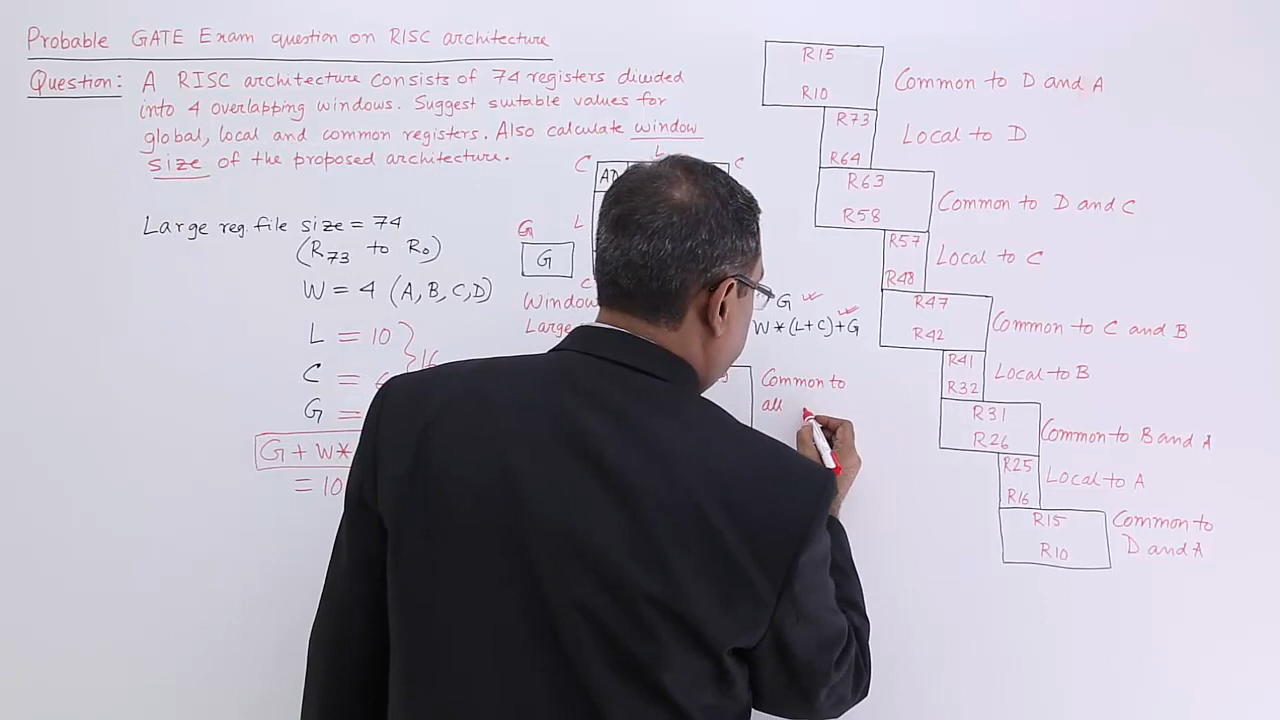 Probable GATE Exam question on RISC architecture
Question: A RISC architecture consists of 74 registers divided
into 4 overlapping windows. Suggest suitable values for
global, local and common registers. Also calculate window
size of the proposed architecture.
Large reg. file size = 74
(R73 to R0)
W = 4 (A, B, C, D)
L = 10
C =
G =
G + W*
= 10
L
C
C
AD
L
G
G
C
Window
Large
G
W*(L+C)+G
Common to
all
R15
R10
Common to D and A
R73
R64
Local to D
R63
R58
Common to D and C
R57
R48
Local to C
R47
R42
Common to C and B
R41
R32
Local to B
R31
R26
Common to B and A
R25
R16
Local to A
R15
R10
Common to
D and A